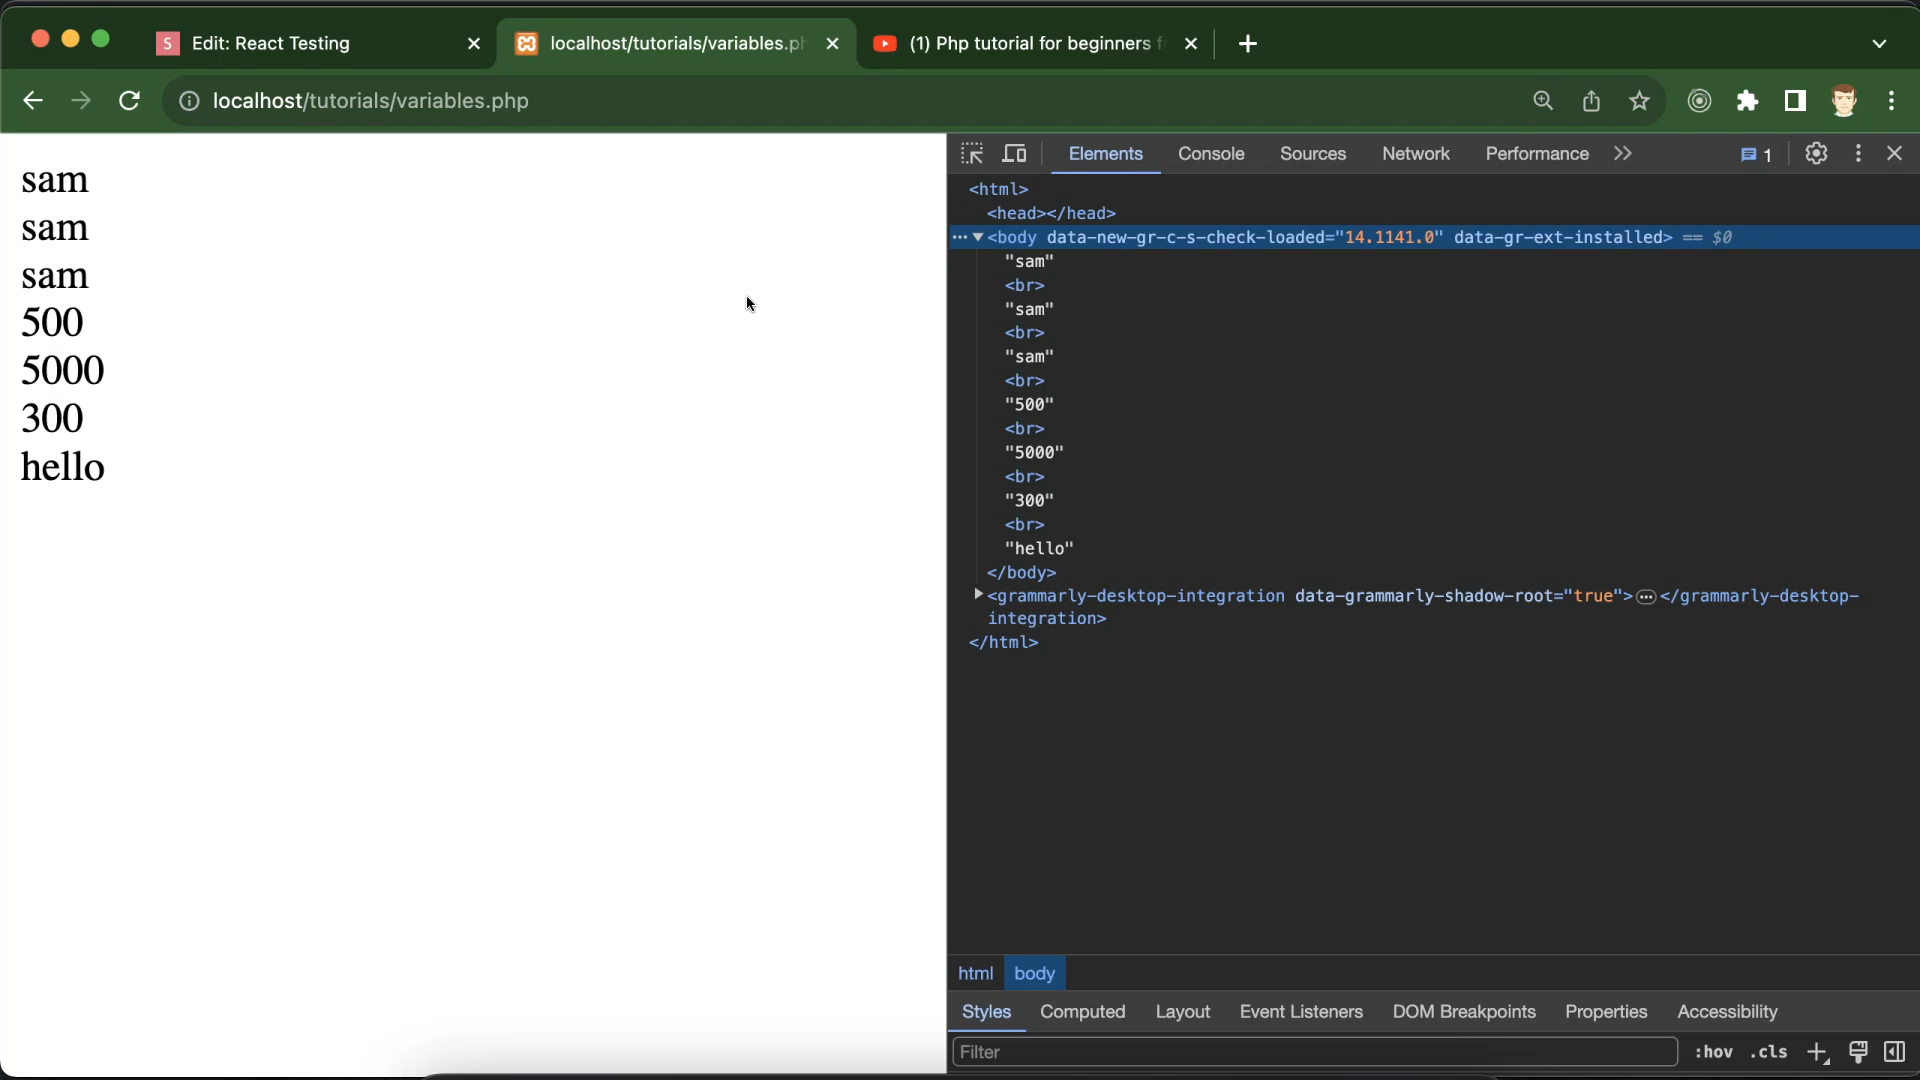 S Edit: React Testing
localhost/tutorials/variables.ph
(1) Php tutorial for beginners f
localhost/tutorials/variables.php
sam
sam
sam
500
5000
300
hello
Elements Console Sources Network Performance 1
<html>
<head></head>
<body data-new-gr-c-s-check-loaded="14.1141.0" data-gr-ext-installed> == $0
"sam"
<br>
"sam"
<br>
"sam"
<br>
"500"
<br>
"5000"
<br>
"300"
<br>
"hello"
</body>
<grammarly-desktop-integration data-grammarly-shadow-root="true">…</grammarly-desktop-
integration>
</html>
html body
Styles Computed Layout Event Listeners DOM Breakpoints Properties Accessibility
Filter :hov .cls